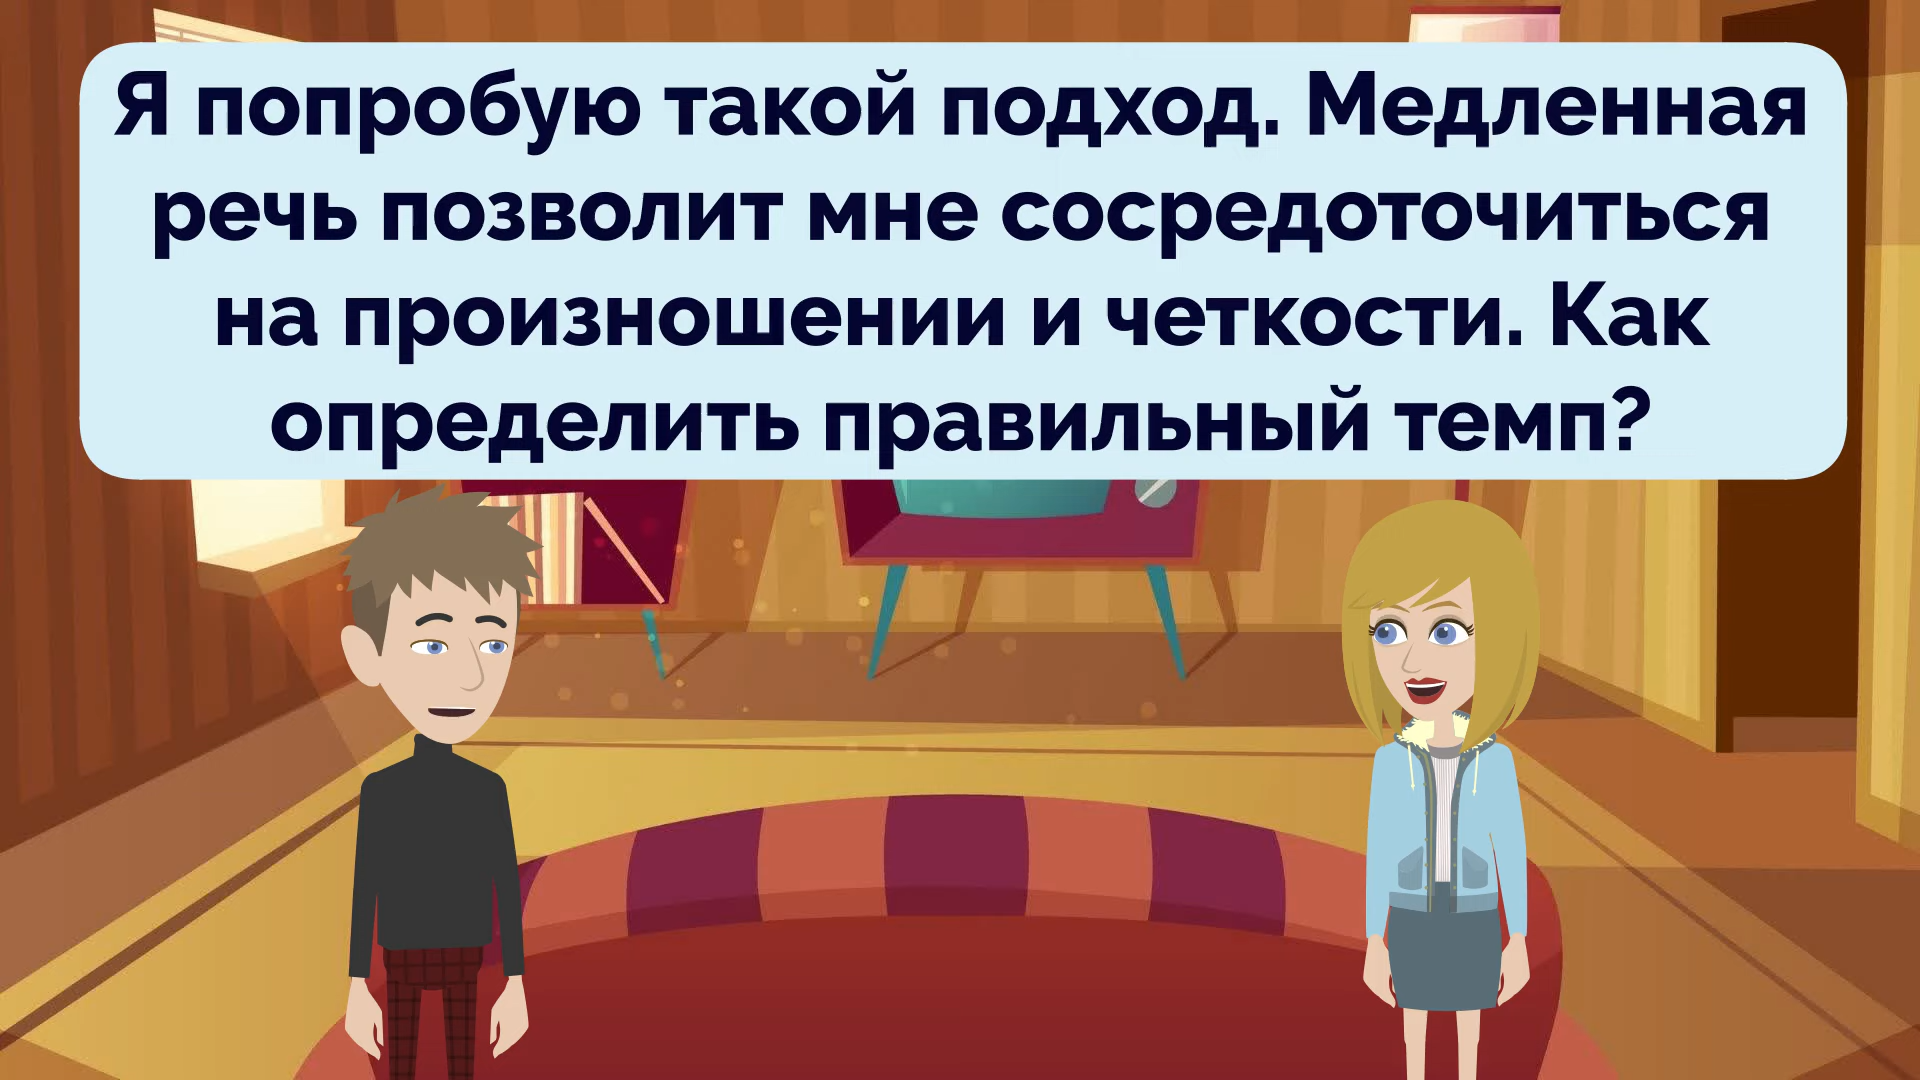 Я попробую такой подход. Медленная
речь позволит мне сосредоточиться
на произношении и четкости. Как
определить правильный темп?